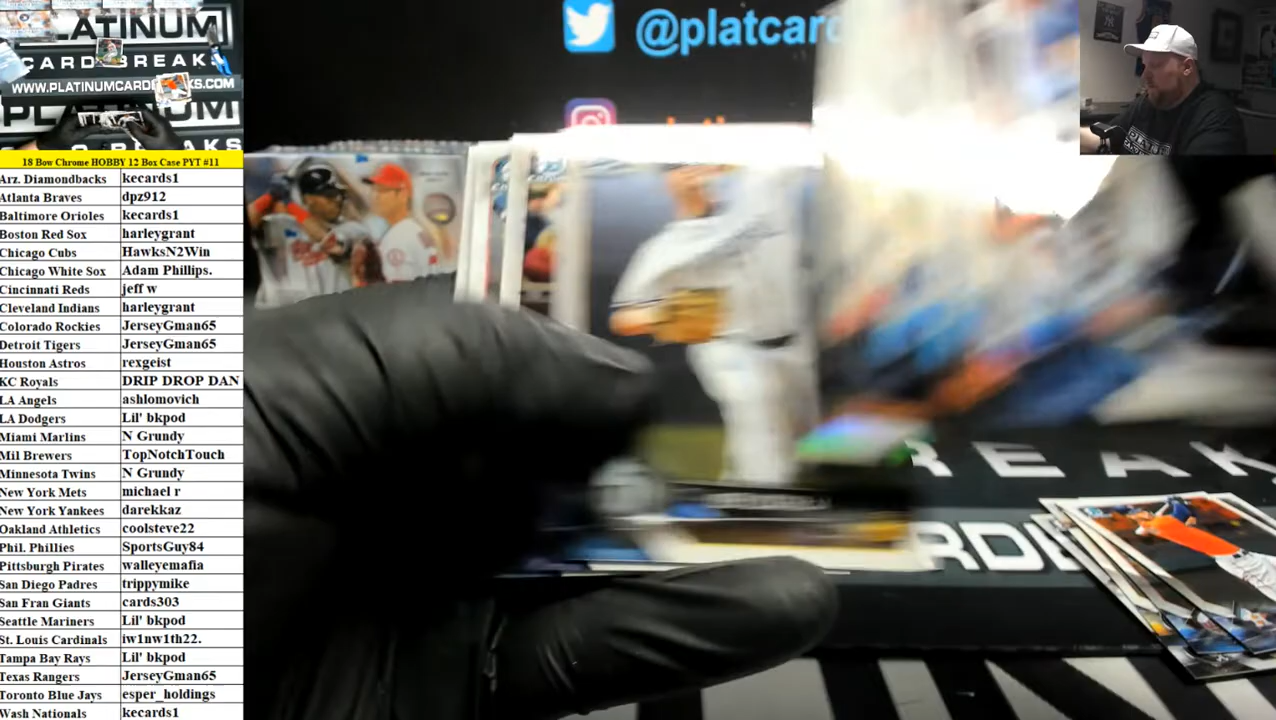 PLATINUM
CARD BREAKS
WWW.PLATINUMCARDBREAKS.COM
@platcar
18 Bow Chrome HOBBY 12 Box Case PYT #11
Arz. Diamondbacks kecards1
Atlanta Braves dpz912
Baltimore Orioles kecards1
Boston Red Sox harleygrant
Chicago Cubs HawksN2Win
Chicago White Sox Adam Phillips.
Cincinnati Reds jeff w
Cleveland Indians harleygrant
Colorado Rockies JerseyGman65
Detroit Tigers JerseyGman65
Houston Astros rexgeist
KC Royals DRIP DROP DAN
LA Angels ashlomovich
LA Dodgers Lil' bkpod
Miami Marlins N Grundy
Mil Brewers TopNotchTouch
Minnesota Twins N Grundy
New York Mets michael r
New York Yankees darekkaz
Oakland Athletics coolsteve22
Phil. Phillies SportsGuy84
Pittsburgh Pirates walleyemafia
San Diego Padres trippymike
San Fran Giants cards303
Seattle Mariners Lil' bkpod
St. Louis Cardinals iw1nw1th22.
Tampa Bay Rays Lil' bkpod
Texas Rangers JerseyGman65
Toronto Blue Jays esper_holdings
Wash Nationals kecards1
REAK
RD